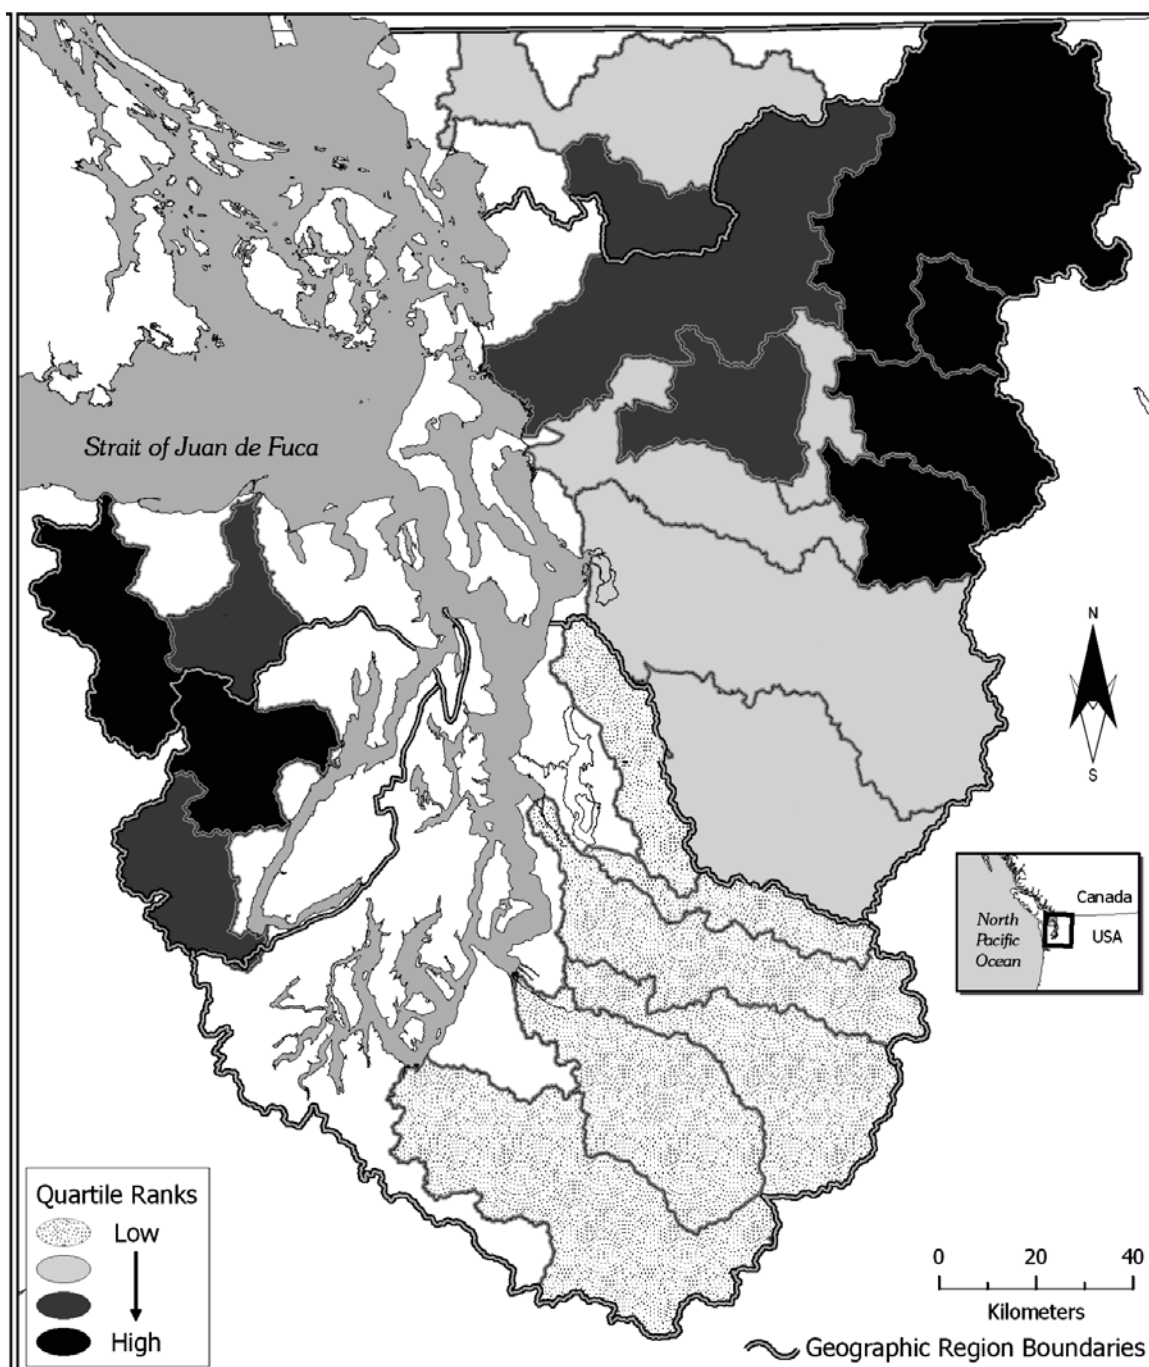 Strait of Juan de Fuca
N
S
Canada
North
Pacific
Ocean
USA
Quartile Ranks
Low
High
0 20 40
Kilometers
Geographic Region Boundaries